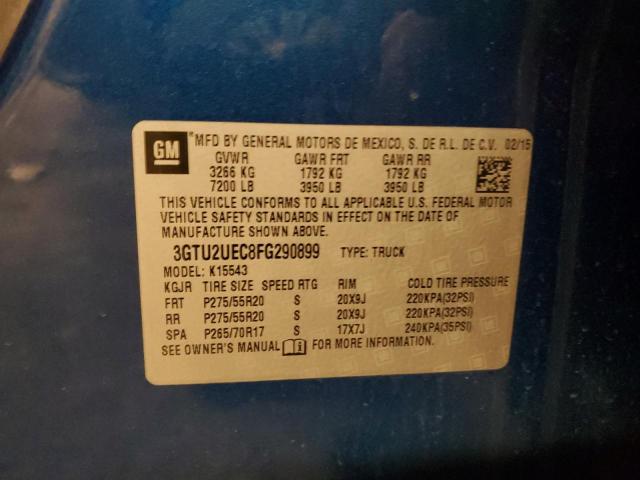 GM
*MFD BY GENERAL MOTORS DE MEXICO, S. DE R.L. DE C.V. 02/15
GVWR GAWR FRT GAWR RR
3266 KG 1792 KG 1792 KG
7200 LB 3950 LB 3950 LB
THIS VEHICLE CONFORMS TO ALL APPLICABLE U.S. FEDERAL MOTOR
VEHICLE SAFETY STANDARDS IN EFFECT ON THE DATE OF
MANUFACTURE SHOWN ABOVE.
3GTU2UEC8FG290899 TYPE: TRUCK
MODEL: K15543
KGJR TIRE SIZE SPEED RTG RIM COLD TIRE PRESSURE
FRT P275/55R20 S 20X9J 220KPA(32PSI)
RR P275/55R20 S 20X9J 220KPA(32PSI)
SPA P265/70R17 S 17X7J 240KPA(35PSI)
SEE OWNER'S MANUAL FOR MORE INFORMATION.